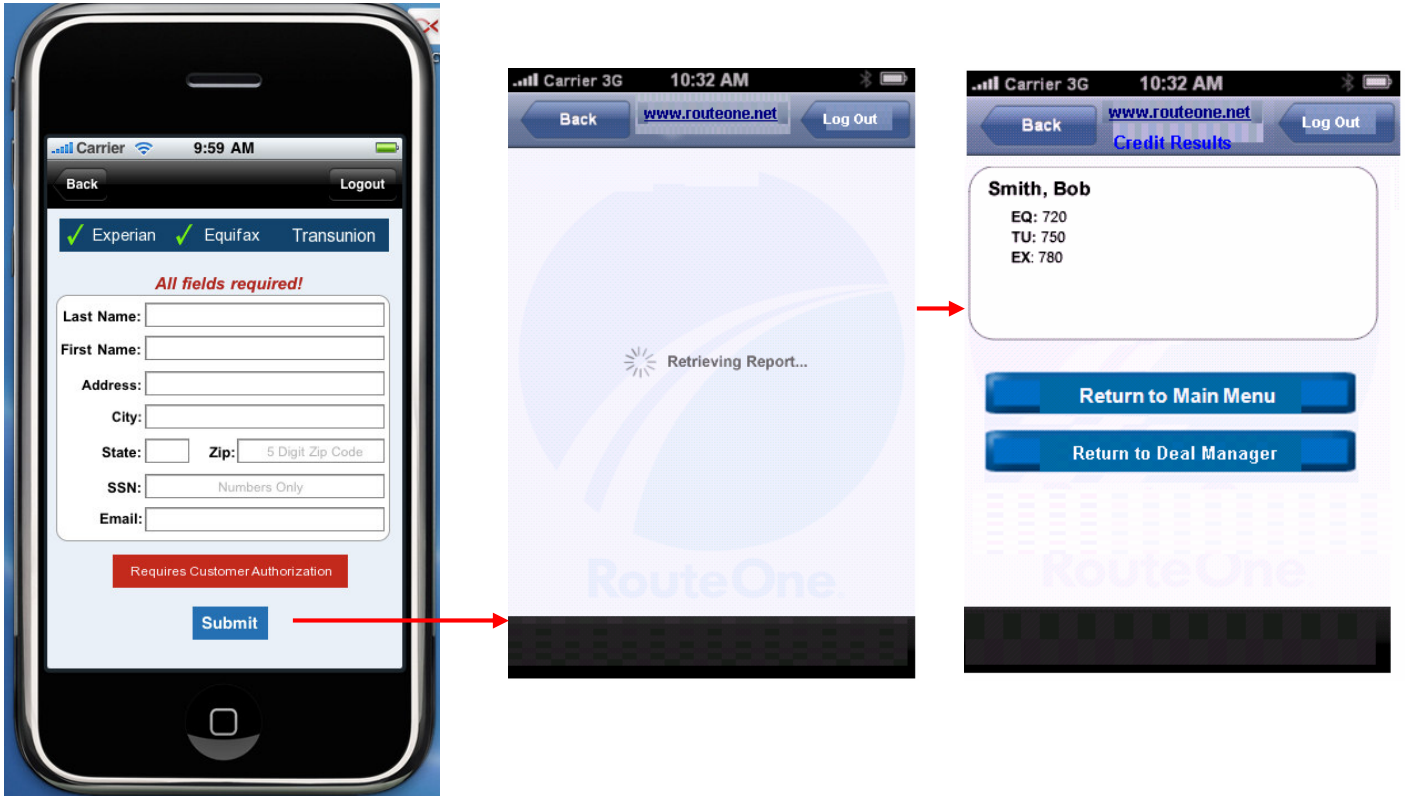 Carrier 9:59 AM
Back Logout
Experian Equifax Transunion
All fields required!
Last Name:
First Name:
Address:
City:
State: Zip: 5 Digit Zip Code
SSN: Numbers Only
Email:
Requires Customer Authorization
Submit
Carrier 3G 10:32 AM
Back www.routeone.net Log Out
Retrieving Report...
RouteOne
Carrier 3G 10:32 AM
Back www.routeone.net Log Out
Credit Results
Smith, Bob
EQ: 720
TU: 750
EX: 780
Return to Main Menu
Return to Deal Manager
RouteOne